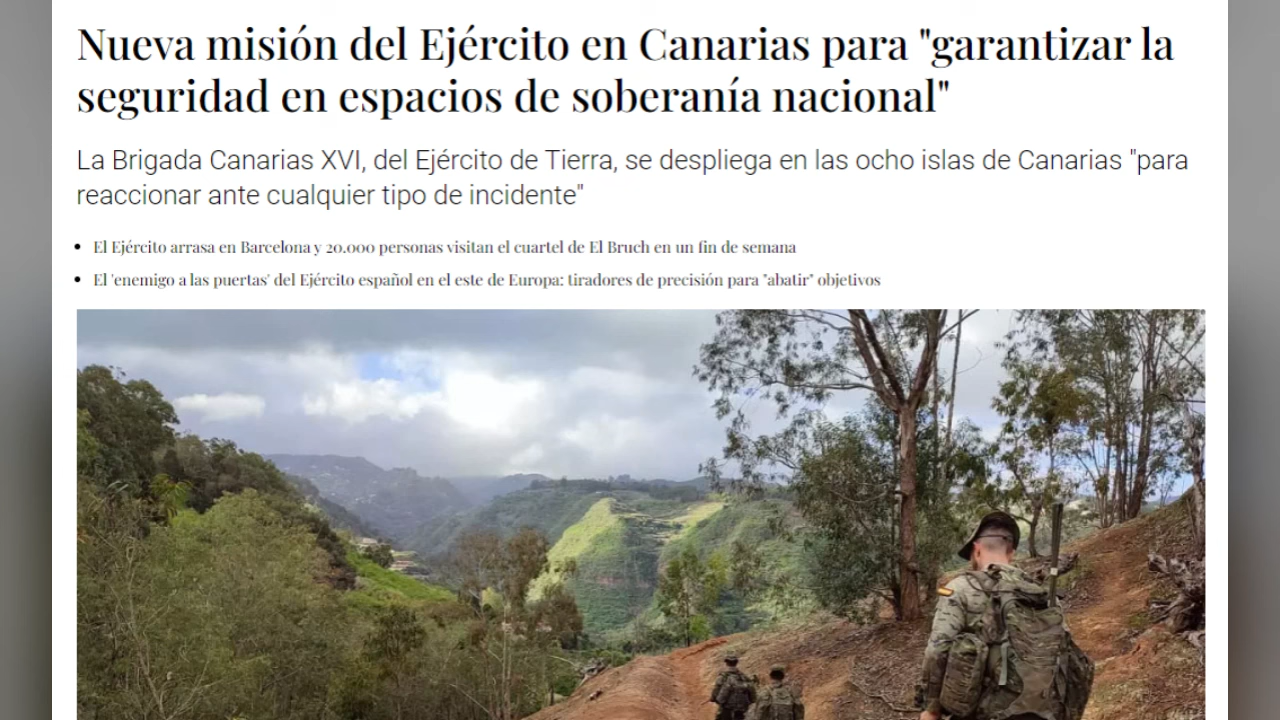 Nueva misión del Ejército en Canarias para "garantizar la
seguridad en espacios de soberanía nacional"
La Brigada Canarias XVI, del Ejército de Tierra, se despliega en las ocho islas de Canarias "para
reaccionar ante cualquier tipo de incidente"
• El Ejército arrasa en Barcelona y 20.000 personas visitan el cuartel de El Bruch en un fin de semana
• El 'enemigo a las puertas' del Ejército español en el este de Europa: tiradores de precisión para "abatir" objetivos